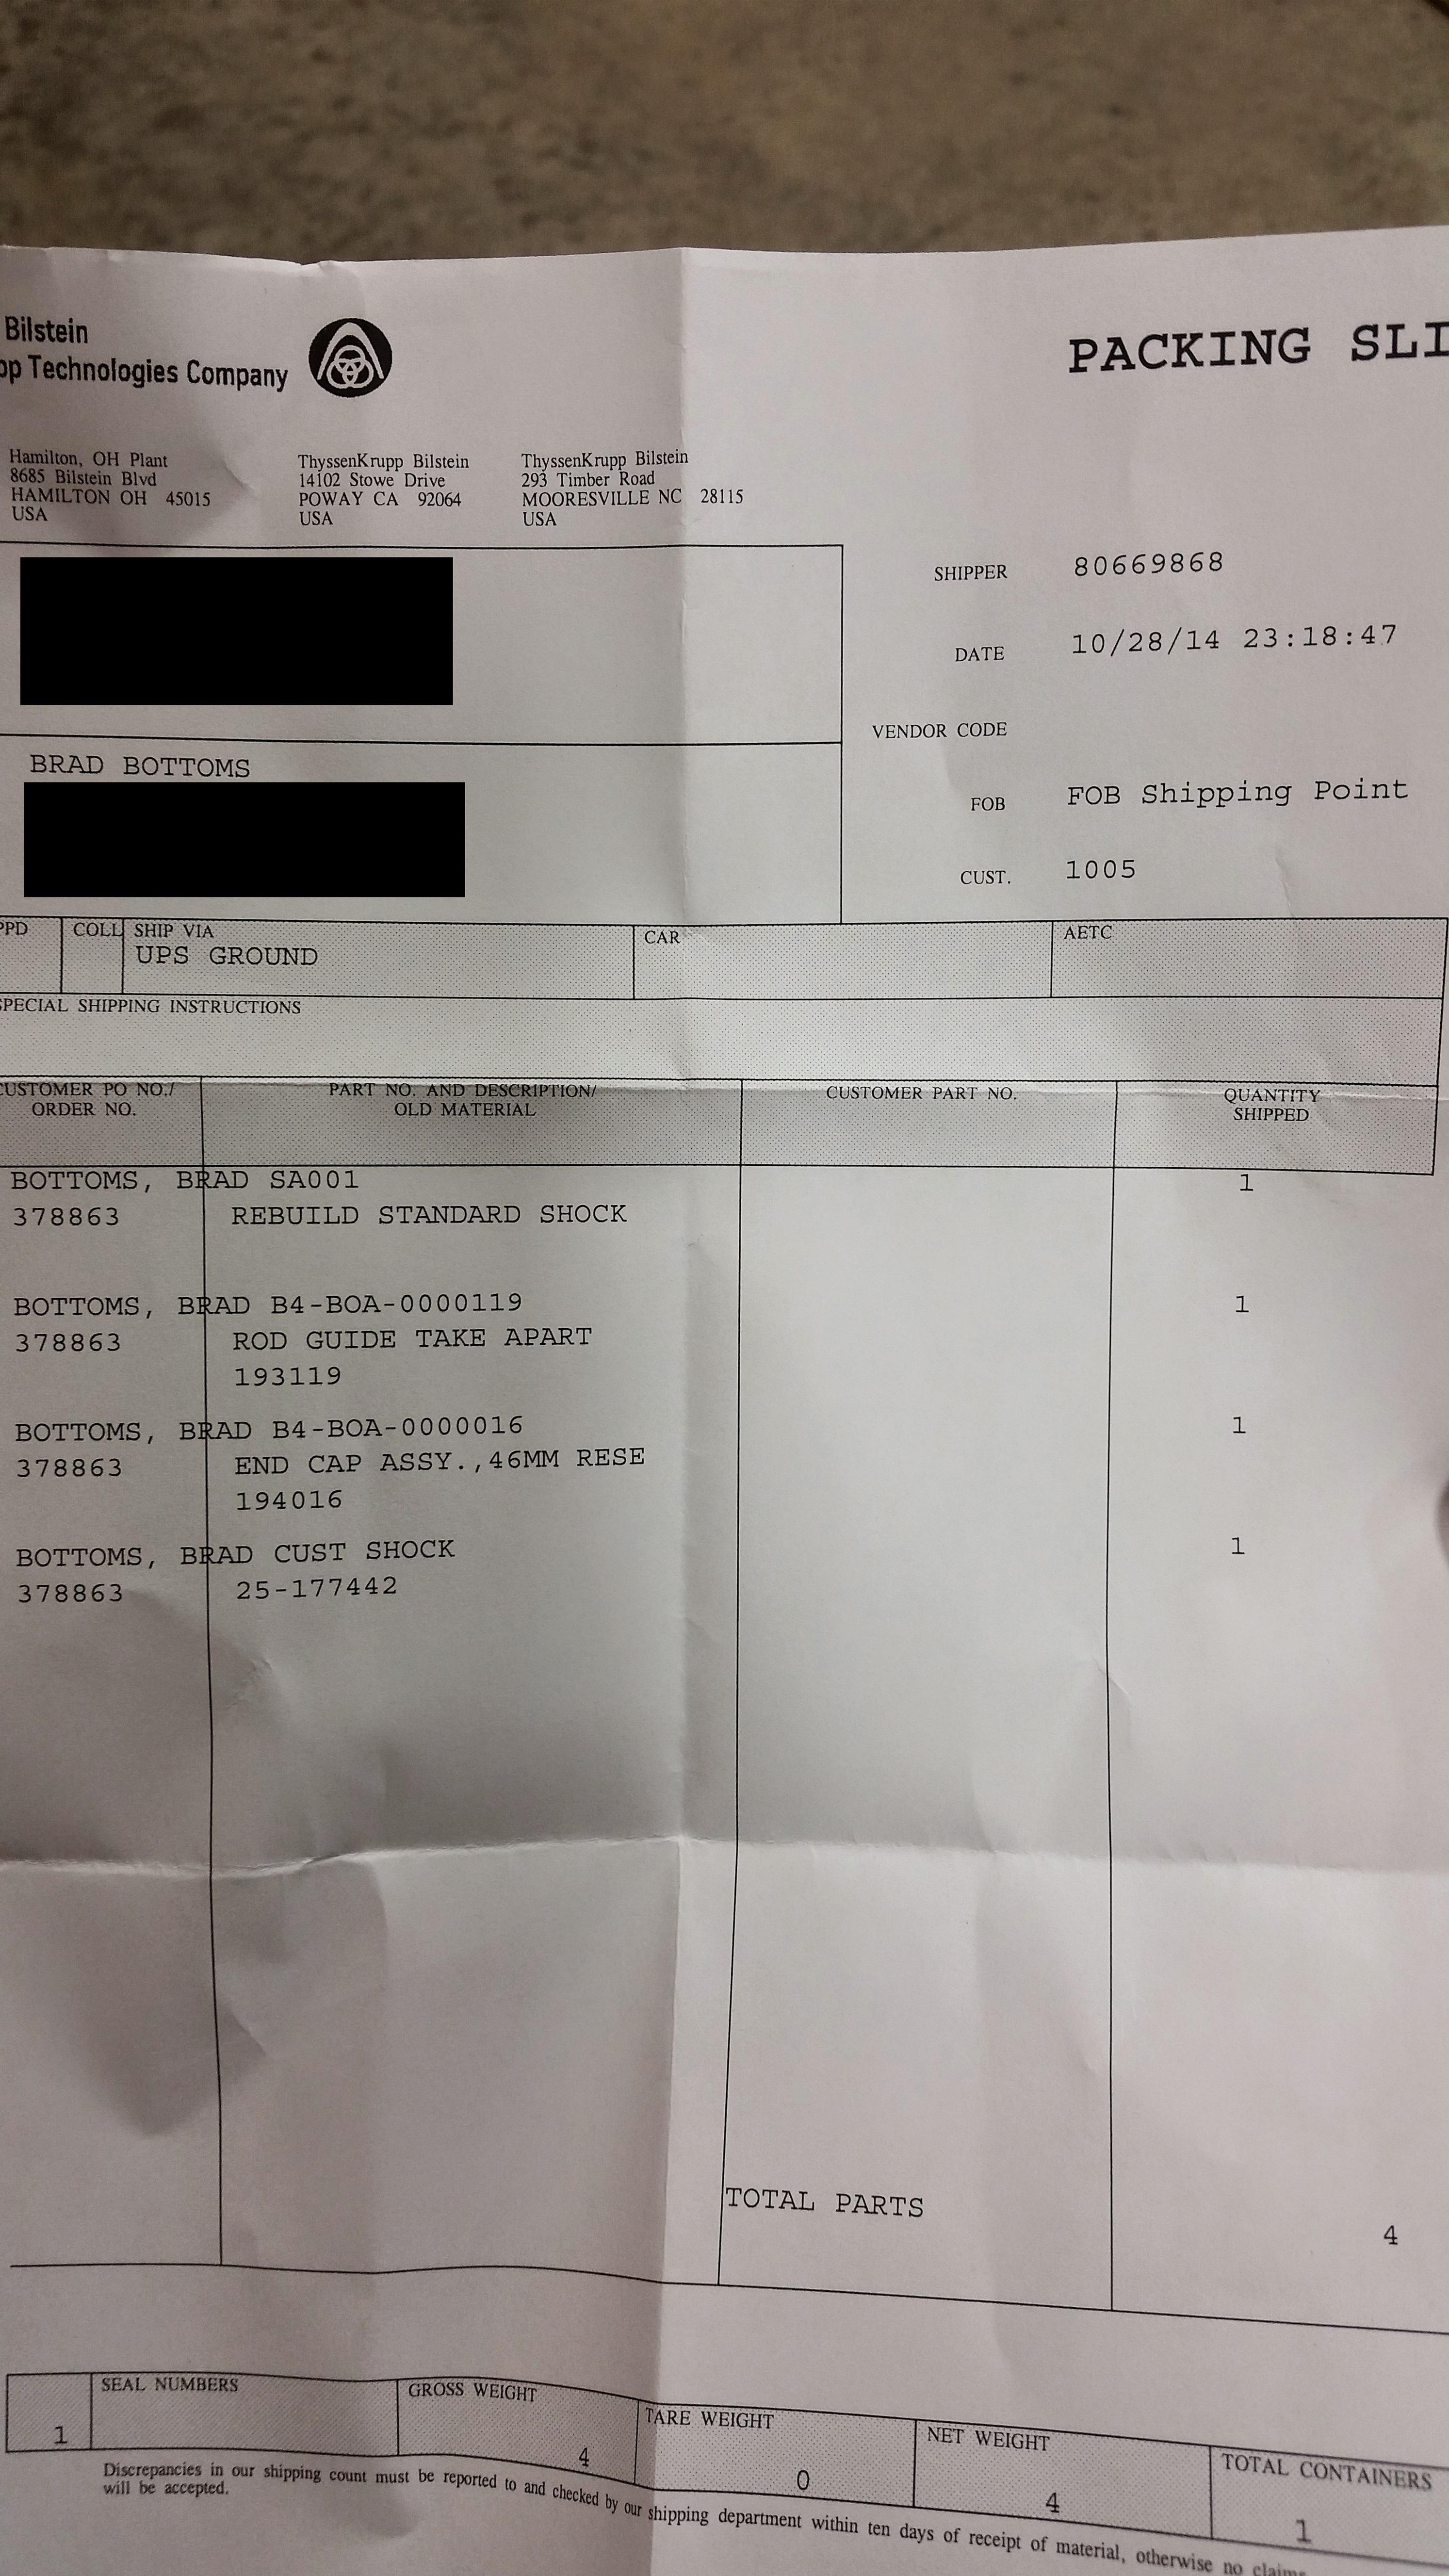 Bilstein
Technologies Company
PACKING
Hamilton, OH Plant
8685 Bilstein Blvd
HAMILTON OH 45015
USA
ThyssenKrupp Bilstein
14102 Stowe Drive
POWAY CA 92064
USA
ThyssenKrupp Bilstein
293 Timber Road
MOORESVILLE NC 28115
USA
SHIPPER 80669868
DATE 10/28/14 23:18:47
VENDOR CODE
BRAD BOTTOMS
FOB FOB Shipping Point
CUST. 1005
COLL SHIP VIA CAR AETC
UPS GROUND
SHIPPING INSTRUCTIONS
PO NO./
ORDER NO.
PART NO. AND DESCRIPTION/
OLD MATERIAL
CUSTOMER PART NO.
QUANTITY
SHIPPED
BOTTOMS, BRAD SA001 1
378863 REBUILD STANDARD SHOCK
BOTTOMS, BRAD B4-BOA-0000119 1
378863 ROD GUIDE TAKE APART
193119
BOTTOMS, BRAD B4-BOA-0000016 1
378863 END CAP ASSY.,46MM RESE
194016
BOTTOMS, BRAD CUST SHOCK 1
378863 25-177442
TOTAL PARTS 4
1
SEAL NUMBERS
GROSS WEIGHT
4
TARE WEIGHT
0
NET WEIGHT
4
TOTAL CONTAINERS
1
Discrepancies in our shipping count must be reported to and checked by our shipping department within ten days of receipt of material, otherwise no
will be accepted.